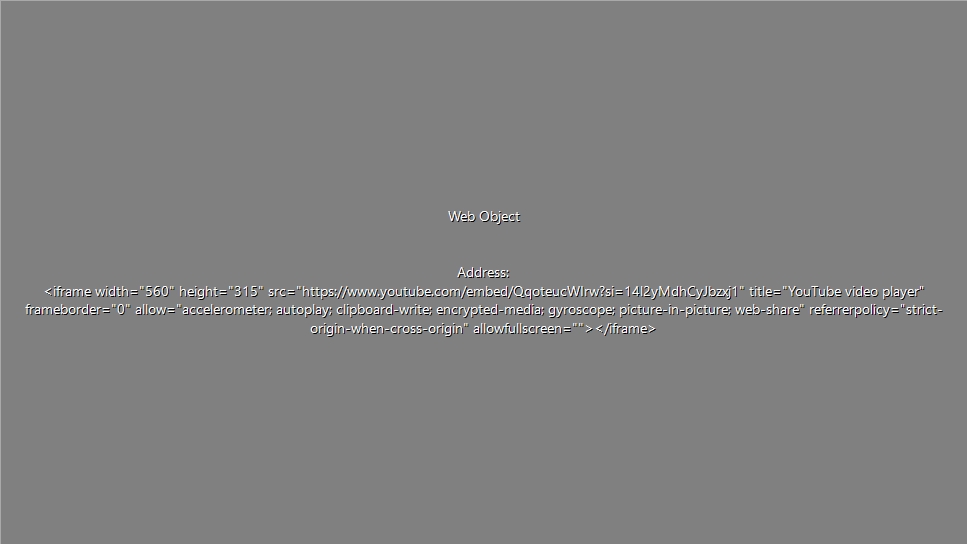 Web Object
Address:
<iframe width="560" height="315" src="https://www.youtube.com/embed/QqoteucWIrw?si=14l2yMdhCyJbzxj1" title="YouTube video player"
frameborder="0" allow="accelerometer; autoplay; clipboard-write; encrypted-media; gyroscope; picture-in-picture; web-share" referrerpolicy="strict-
origin-when-cross-origin" allowfullscreen=""></iframe>